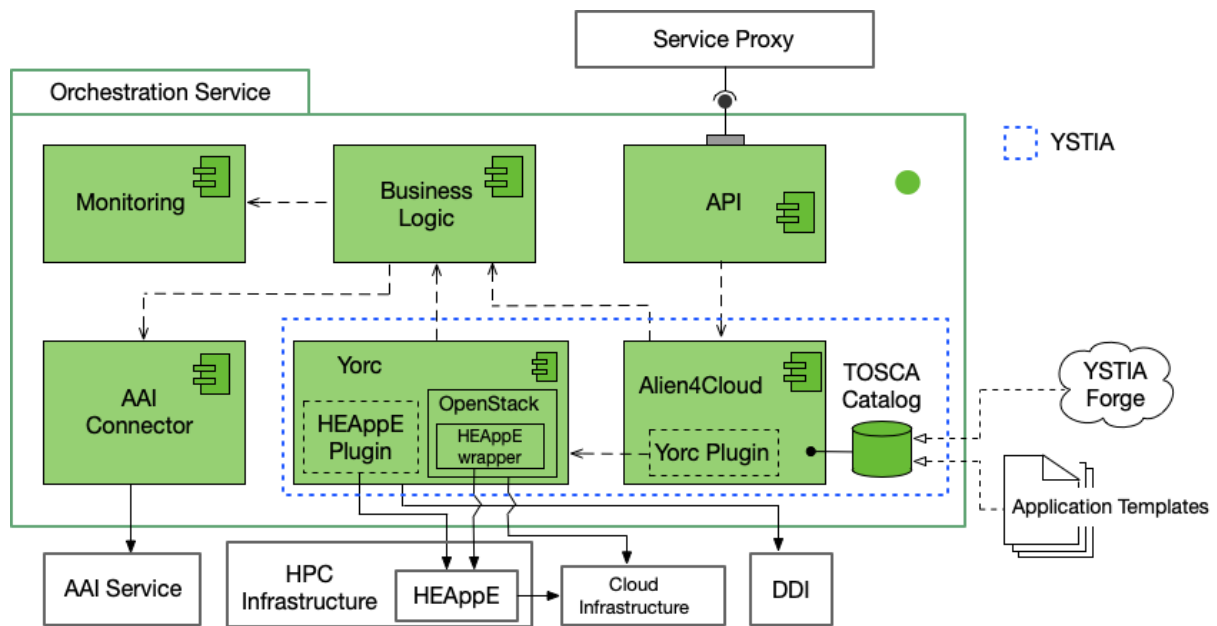 Service Proxy
Orchestration Service
YSTIA
Monitoring
Business
Logic
API
AAI
Connector
Yorc
HEAppE
Plugin
OpenStack
HEAppE
wrapper
Alien4Cloud
Yorc Plugin
TOSCA
Catalog
YSTIA
Forge
Application Templates
AAI Service
HPC
Infrastructure
HEAppE
Cloud
Infrastructure
DDI